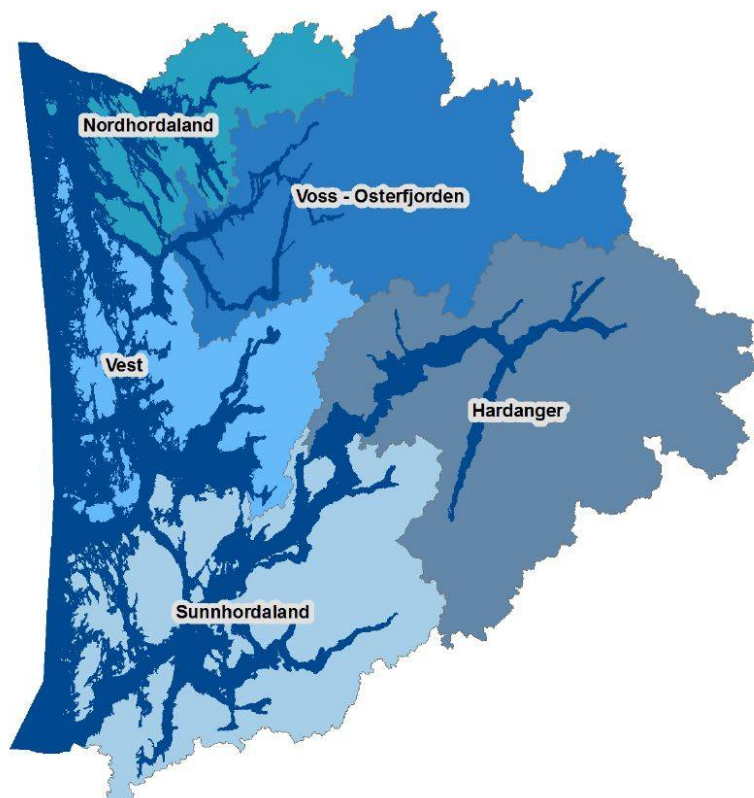 Nordhordaland
Voss - Osterfjorden
Vest
Hardanger
Sunnhordaland